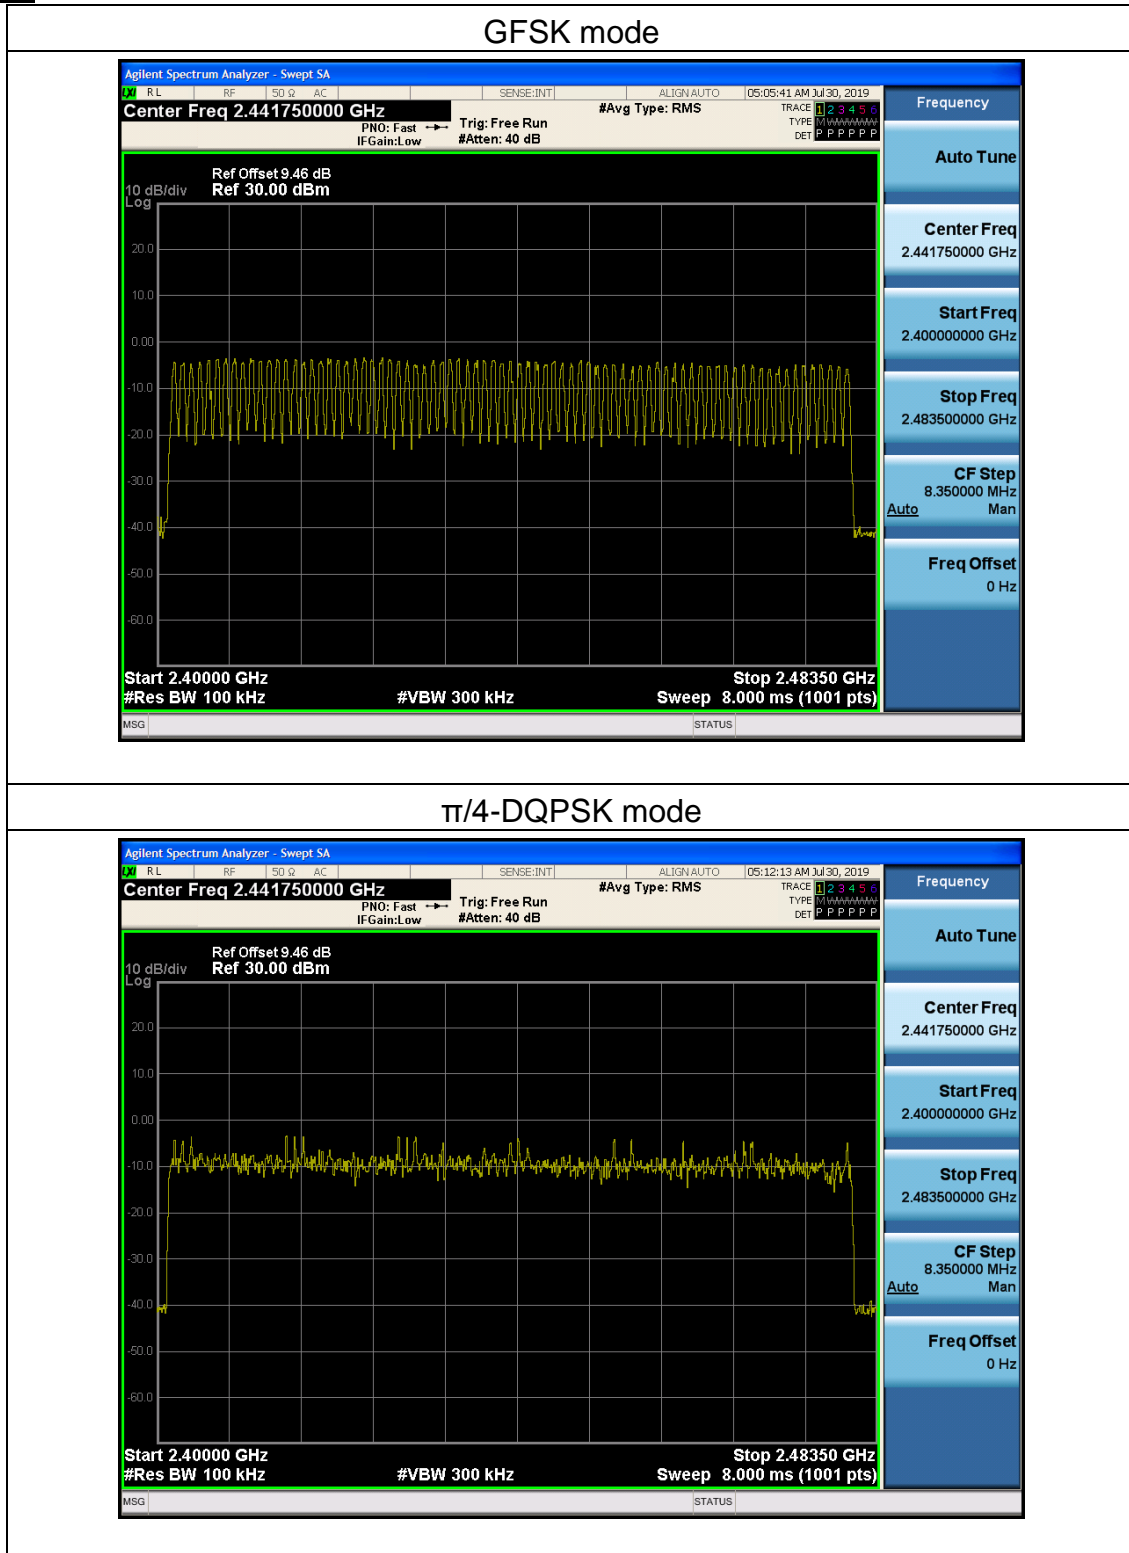 GFSK mode
Agilent Spectrum Analyzer - Swept SA
LXI RL RF 50 Ω AC SENSE:INT ALIGN AUTO 05:05:41 AM Jul 30, 2019
Center Freq 2.441750000 GHz #Avg Type: RMS TRACE 1 2 3 4 5 6
PNO: Fast Trig: Free Run TYPE M WWWWW
IFGain:Low #Atten: 40 dB DET P P P P P P
Frequency
Auto Tune
Ref Offset 9.46 dB
10 dB/div Ref 30.00 dBm
Log
20.0
10.0
0.00
-10.0
-20.0
-30.0
-40.0
-50.0
-60.0
Center Freq
2.441750000 GHz
Start Freq
2.400000000 GHz
Stop Freq
2.483500000 GHz
CF Step
8.350000 MHz
Auto Man
Freq Offset
0 Hz
Start 2.40000 GHz Stop 2.48350 GHz
#Res BW 100 kHz #VBW 300 kHz Sweep 8.000 ms (1001 pts)
MSG STATUS
π/4-DQPSK mode
Agilent Spectrum Analyzer - Swept SA
LXI RL RF 50 Ω AC SENSE:INT ALIGN AUTO 05:12:13 AM Jul 30, 2019
Center Freq 2.441750000 GHz #Avg Type: RMS TRACE 1 2 3 4 5 6
PNO: Fast Trig: Free Run TYPE M WWWWW
IFGain:Low #Atten: 40 dB DET P P P P P P
Frequency
Auto Tune
Ref Offset 9.46 dB
10 dB/div Ref 30.00 dBm
Log
20.0
10.0
0.00
-10.0
-20.0
-30.0
-40.0
-50.0
-60.0
Center Freq
2.441750000 GHz
Start Freq
2.400000000 GHz
Stop Freq
2.483500000 GHz
CF Step
8.350000 MHz
Auto Man
Freq Offset
0 Hz
Start 2.40000 GHz Stop 2.48350 GHz
#Res BW 100 kHz #VBW 300 kHz Sweep 8.000 ms (1001 pts)
MSG STATUS